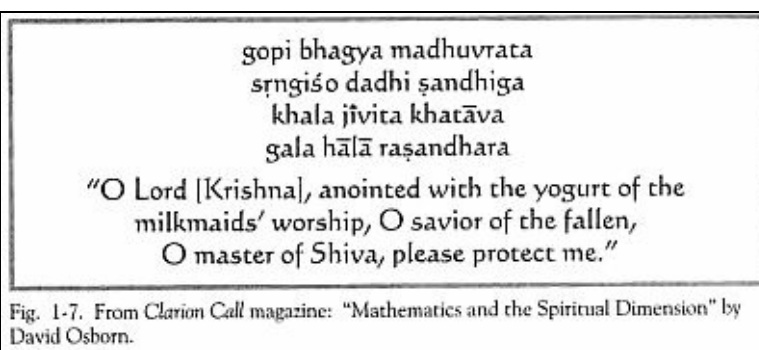 gopi bhagya madhuvrata
sṛngiśo dadhi ṣandhiga
khala jīvita khatāva
gala hālā raṣandhara
"O Lord [Krishna], anointed with the yogurt of the
milkmaids' worship, O savior of the fallen,
O master of Shiva, please protect me."
Fig. 1-7. From Clarion Call magazine: "Mathematics and the Spiritual Dimension" by
David Osborn.